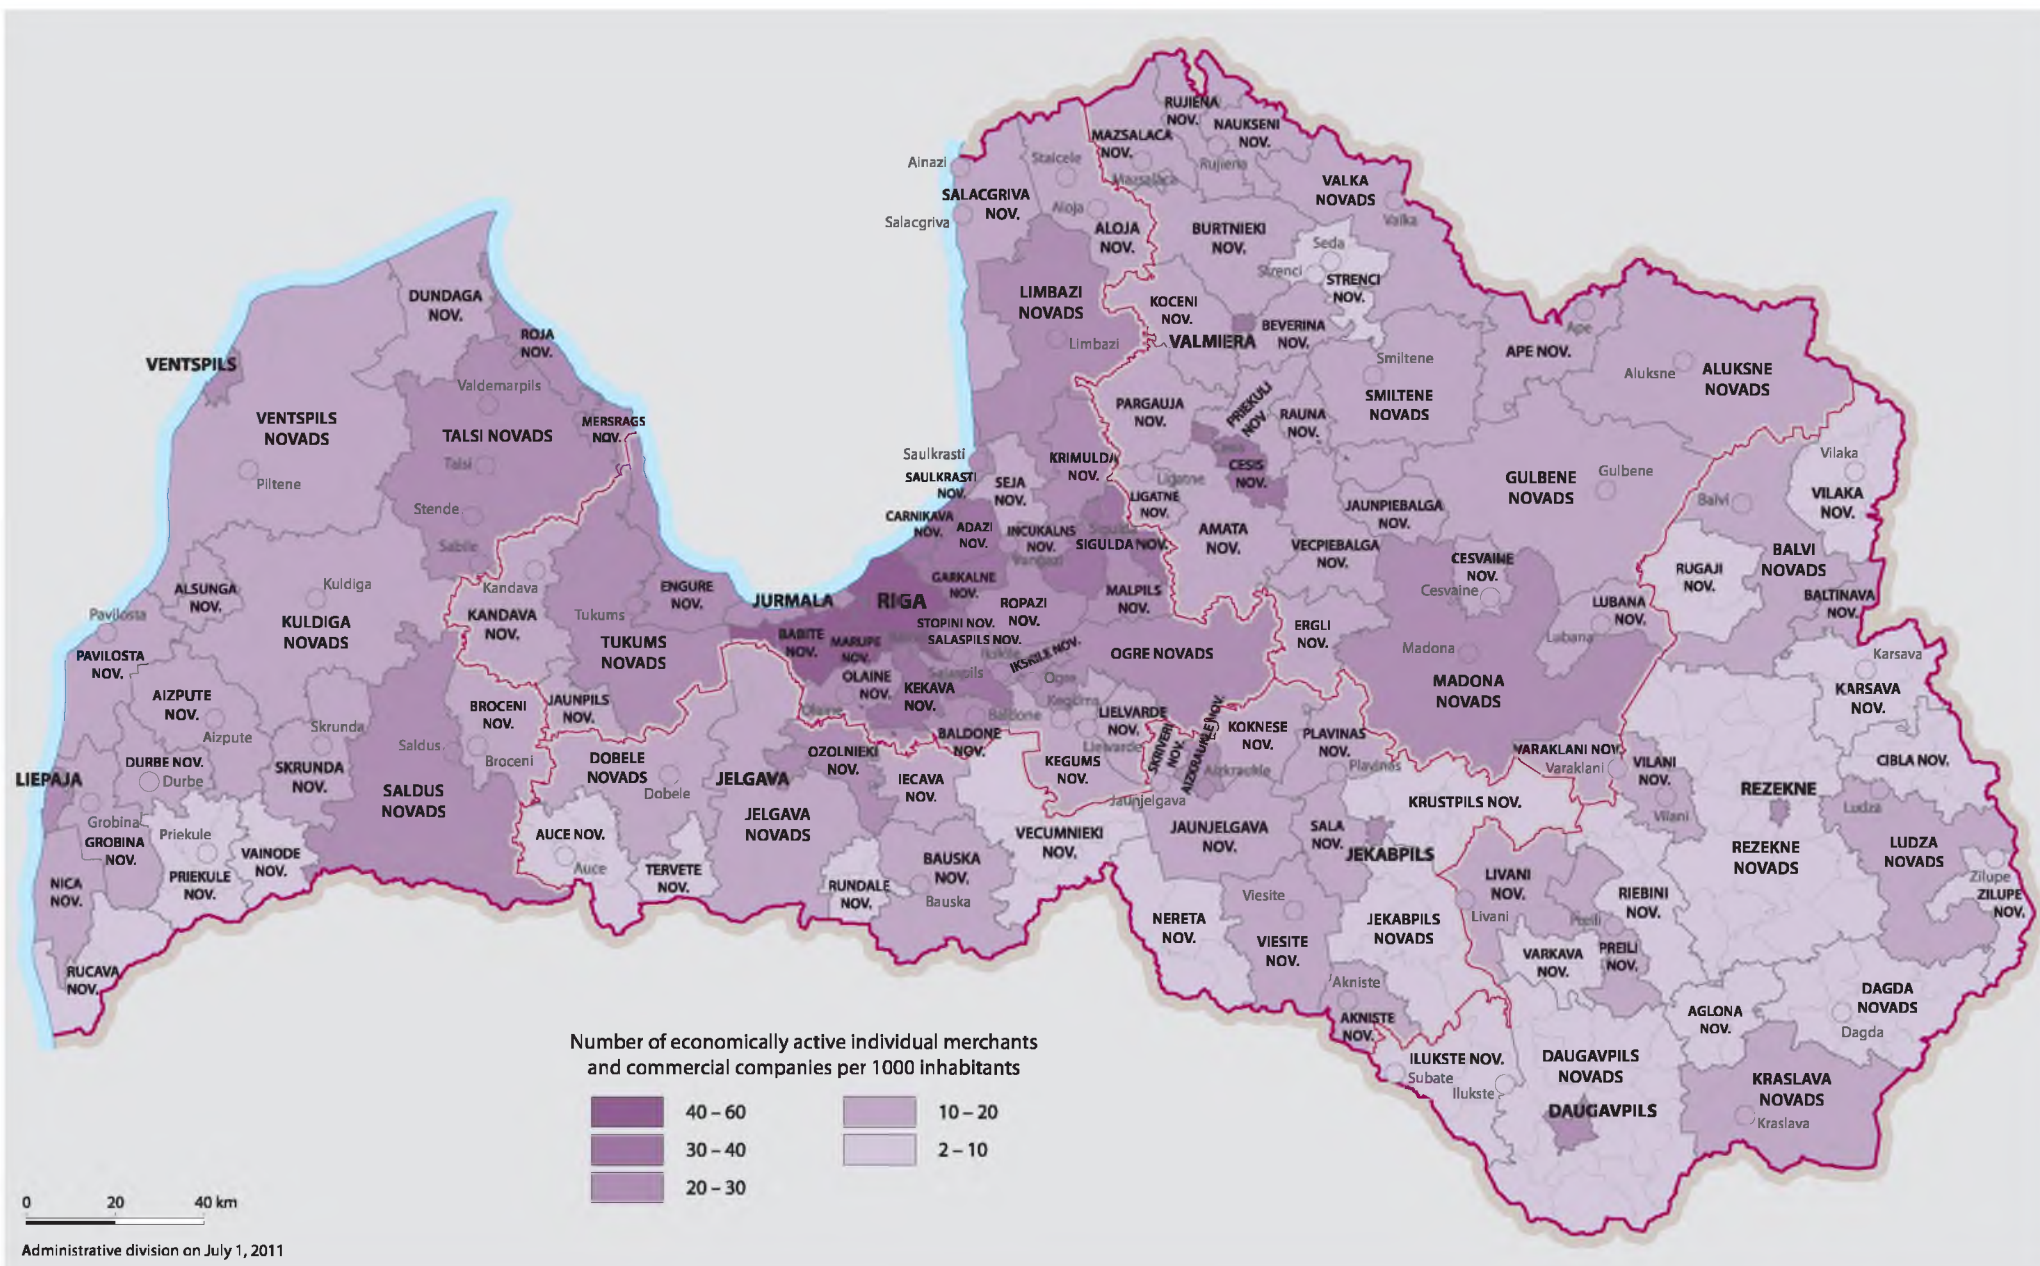 RUJIENA
NOV.
NAUKSENI
NOV.
MAZSALACA
NOV.
Ainazi
Staicele
Rujiena
Mazsalaca
VALKA
NOVADS
SALACGRIVA
NOV.
Salacgriva
Aloja
Valka
ALOJA
NOV.
BURTNIEKI
NOV.
Seda
Strenci
STRENCI
NOV.
DUNDAGA
NOV.
LIMBAZI
NOVADS
KOCENI
NOV.
Ape
ROJA
NOV.
BEVERINA
NOV.
Limbazi
VALMIERA
APE NOV.
VENTSPILS
Smiltene
Aluksne
ALUKSNE
NOVADS
Valdemarpils
SMILTENE
NOVADS
PARGAUJA
NOV.
PRIEKULI
NOV.
RAUNA
NOV.
VENTSPILS
NOVADS
TALSI NOVADS
MERSRAGS
NOV.
Talsi
Piltene
Saulkrasti
SAULKRASTI
NOV.
KRIMULDA
NOV.
Cesis
CESIS
NOV.
Vilaka
GULBENE
NOVADS
Gulbene
SEJA
NOV.
Ligatne
LIGATNE
NOV.
VILAKA
NOV.
Balvi
Stende
JAUNPIEBALGA
NOV.
CARNIKAVA
NOV.
ADAZI
NOV.
INCUKALNS
NOV.
Sigulda
SIGULDA NOV.
AMATA
NOV.
Sabile
VECPIEBALGA
NOV.
Vangazi
CESVAINE
NOV.
BALVI
NOVADS
RUGAJI
NOV.
Kuldiga
Kandava
ALSUNGA
NOV.
GARKALNE
NOV.
Cesvaine
ENGURE
NOV.
JURMALA
RIGA
MALPILS
NOV.
ROPAZI
NOV.
LUBANA
NOV.
BALTINAVA
NOV.
Pavilosta
KULDIGA
NOVADS
KANDAVA
NOV.
Tukums
STOPINI NOV.
SALASPILS NOV.
ERGLI
NOV.
Lubana
BABITE
NOV.
MARUPE
NOV.
TUKUMS
NOVADS
Ikskile
IKSKILE NOV.
OGRE NOVADS
Madona
Karsava
PAVILOSTA
NOV.
Salaspils
Ogre
OLAINE
NOV.
KEKAVA
NOV.
MADONA
NOVADS
KARSAVA
NOV.
AIZPUTE
NOV.
BROCENI
NOV.
JAUNPILS
NOV.
Kegums
Olaine
Baldone
LIELVARDE
NOV.
Skrunda
Aizpute
KOKNESE
NOV.
PLAVINAS
NOV.
BALDONE
NOV.
Lielvarde
SKRIVERI
NOV.
AIZKRAUKLE NOV.
Saldus
Broceni
OZOLNIEKI
NOV.
VARAKLANI NOV.
Varaklani
VILANI
NOV.
CIBLA NOV.
DURBE NOV.
Durbe
LIEPAJA
SKRUNDA
NOV.
DOBELE
NOVADS
Dobele
JELGAVA
IECAVA
NOV.
KEGUMS
NOV.
Aizkraukle
Plavinas
REZEKNE
SALDUS
NOVADS
Jaunjelgava
KRUSTPILS NOV.
Ludza
Grobina
Vilani
GROBINA
NOV.
Priekule
AUCE NOV.
JELGAVA
NOVADS
VECUMNIEKI
NOV.
JAUNJELGAVA
NOV.
SALA
NOV.
JEKABPILS
REZEKNE
NOVADS
LUDZA
NOVADS
VAINODE
NOV.
PRIEKULE
NOV.
Auce
TERVETE
NOV.
BAUSKA
NOV.
RUNDALE
NOV.
Bauska
LIVANI
NOV.
Zilupe
ZILUPE
NOV.
NICA
NOV.
Viesite
RIEBINI
NOV.
Livani
Preili
NERETA
NOV.
JEKABPILS
NOVADS
VIESITE
NOV.
VARKAVA
NOV.
PREILI
NOV.
RUCAVA
NOV.
Akniste
DAGDA
NOVADS
AKNISTE
NOV.
AGLONA
NOV.
Dagda
ILUKSTE NOV.
Subate
Ilukste
DAUGAVPILS
NOVADS
DAUGAVPILS
KRASLAVA
NOVADS
Kraslava
Number of economically active individual merchants
and commercial companies per 1000 inhabitants
40 – 60
30 – 40
20 – 30
10 – 20
2 – 10
0 20 40 km
Administrative division on July 1, 2011